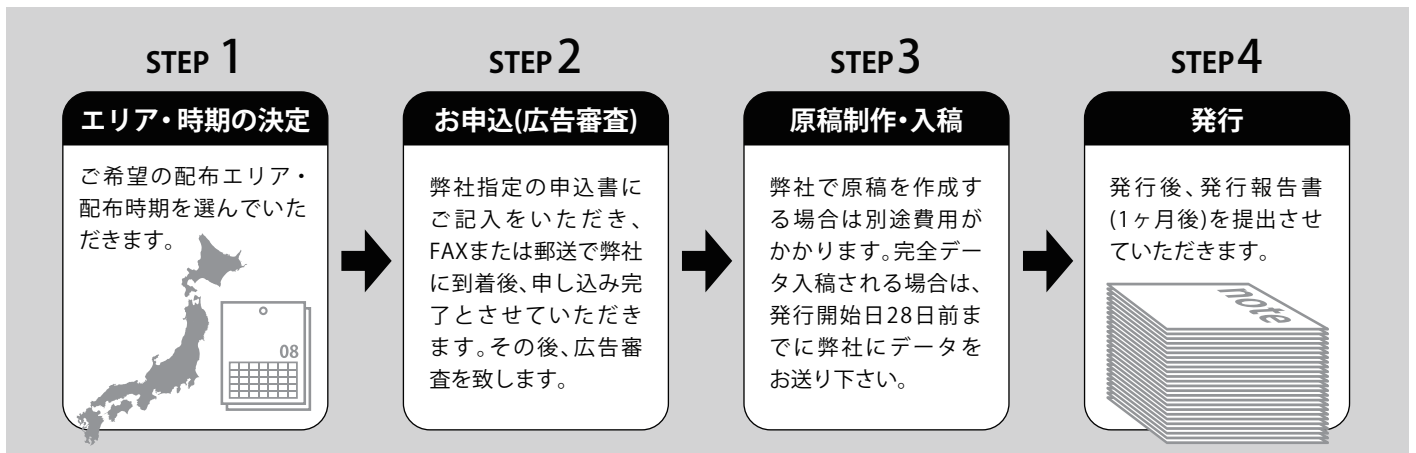 STEP 1
エリア・時期の決定
ご希望の配布エリア・
配布時期を選んでいた
だきます。
08
STEP 2
お申込(広告審査)
弊社指定の申込書に
ご記入をいただき、
FAXまたは郵送で弊社
に到着後、申し込み完
了とさせていただき
ます。その後、広告審
査を致します。
STEP 3
原稿制作・入稿
弊社で原稿を作成す
る場合は別途費用が
かかります。完全デー
タ入稿される場合は、
発行開始日28日前ま
でに弊社にデータを
お送り下さい。
STEP 4
発行
発行後、発行報告書
(1ヶ月後)を提出させ
ていただきます。
note